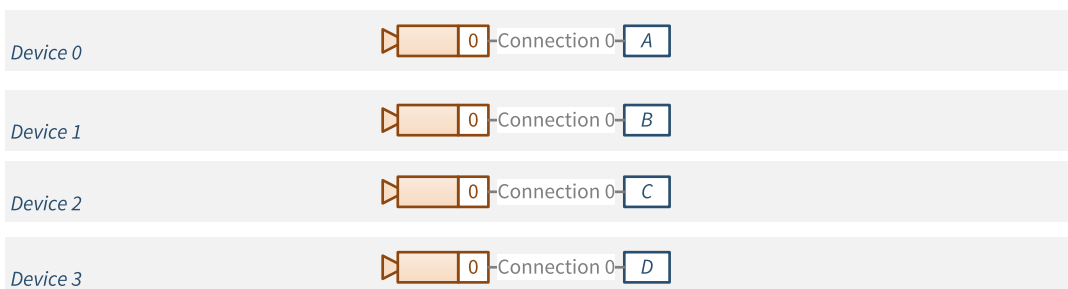 Device 0 0 Connection 0 A
Device 1 0 Connection 0 B
Device 2 0 Connection 0 C
Device 3 0 Connection 0 D